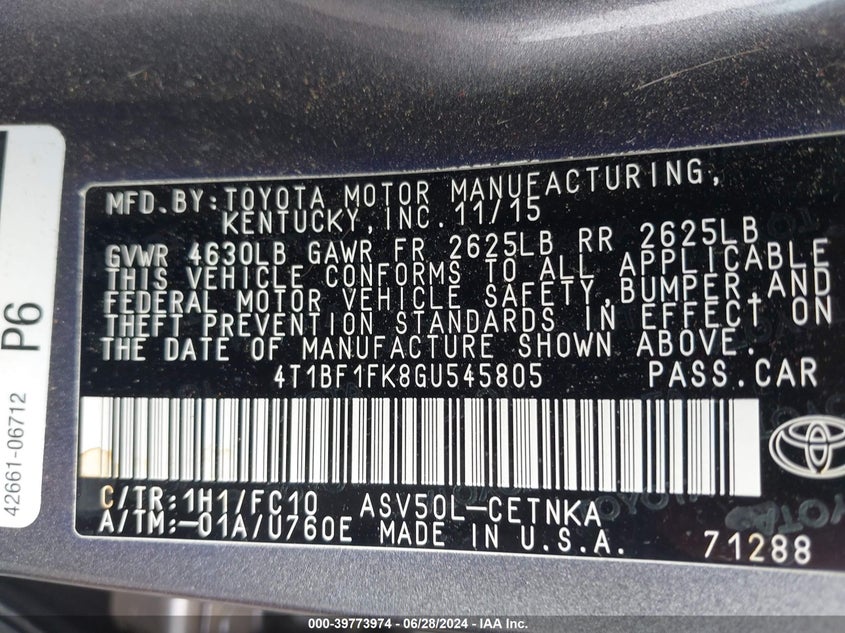 MFD.BY:TOYOTA MOTOR MANUFACTURING,
KENTUCKY,INC.11/15
GVWR 4630LB GAWR FR 2625LB RR 2625LB
THIS VEHICLE CONFORMS TO ALL APPLICABLE
FEDERAL MOTOR VEHICLE SAFETY,BUMPER,AND
THEFT PREVENTION STANDARDS IN EFFECT ON
THE DATE OF MANUFACTURE SHOWN ABOVE.
4T1BF1FK8GU545805 PASS.CAR
C/TR:1H1/FC10 ASV50L-CETNKA
A/TM:-01A/U760E MADE IN U.S.A. 71288
P6
42661-06712
000-39773974 / 06/28/2024 / IAA Inc.